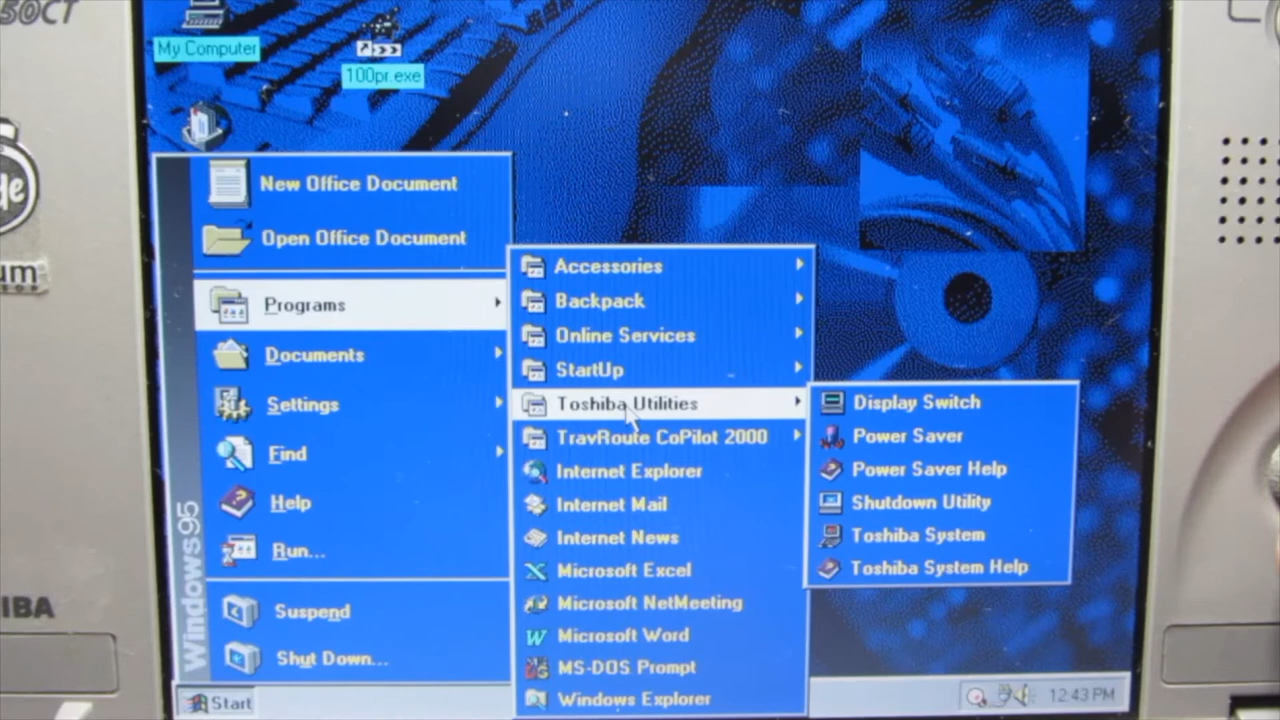 50CT
My Computer
100pr.exe
New Office Document
Open Office Document
Programs
Documents
Settings
Find
Help
Run...
Suspend
Shut Down...
Windows95
Accessories
Backpack
Online Services
StartUp
Toshiba Utilities
TravRoute CoPilot 2000
Internet Explorer
Internet Mail
Internet News
Microsoft Excel
Microsoft NetMeeting
Microsoft Word
MS-DOS Prompt
Windows Explorer
Display Switch
Power Saver
Power Saver Help
Shutdown Utility
Toshiba System
Toshiba System Help
de
um
IBA
Start
12:43 PM